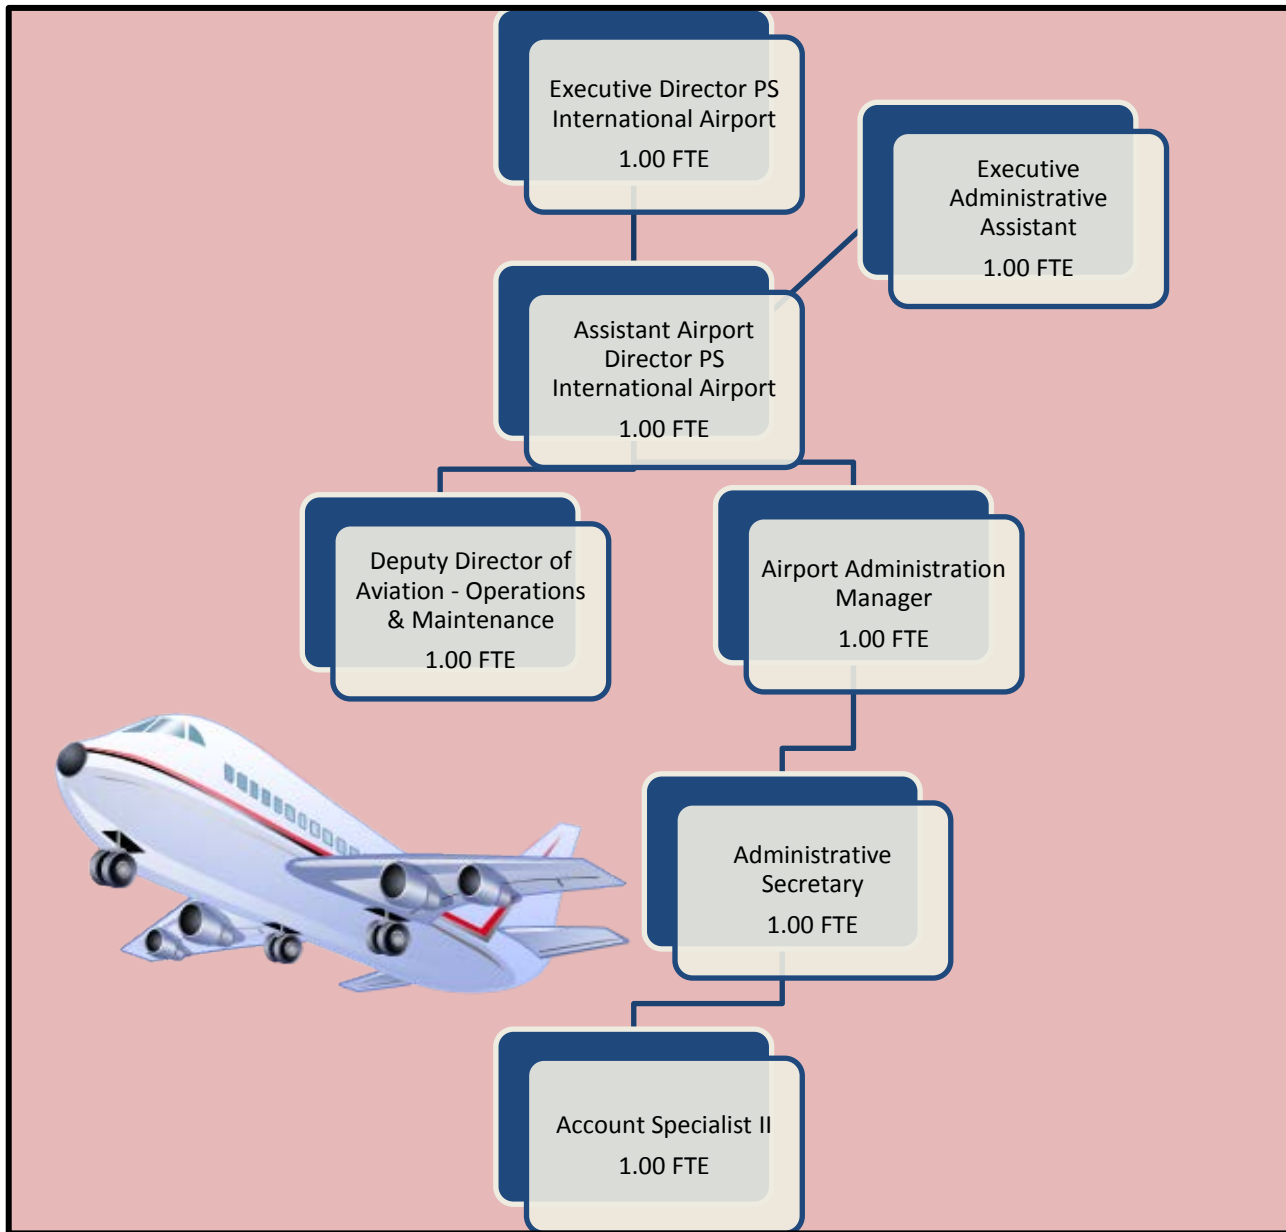 Executive Director PS
International Airport
1.00 FTE
Executive
Administrative
Assistant
1.00 FTE
Assistant Airport
Director PS
International Airport
1.00 FTE
Deputy Director of
Aviation - Operations
& Maintenance
1.00 FTE
Airport Administration
Manager
1.00 FTE
Administrative
Secretary
1.00 FTE
Account Specialist II
1.00 FTE